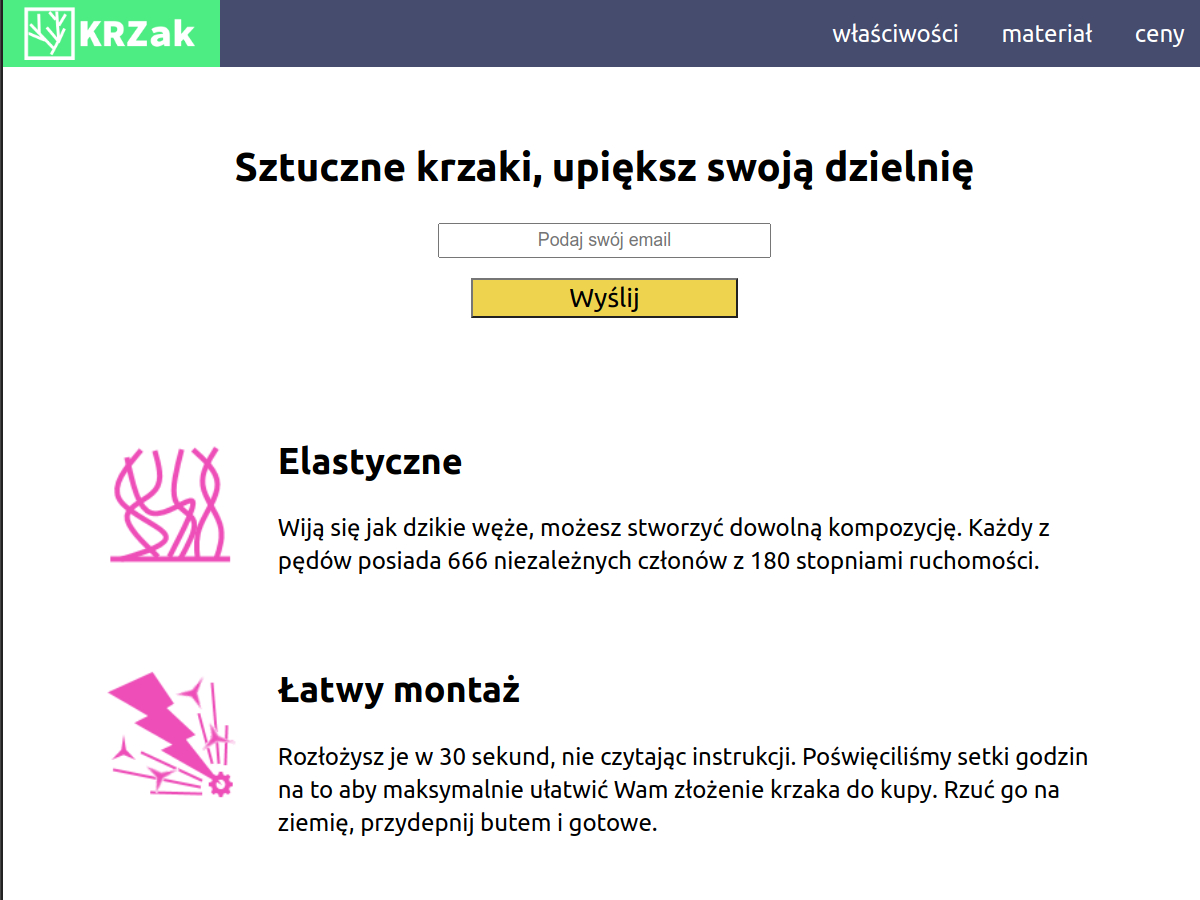 KRZak
właściwości materiał ceny
Sztuczne krzaki, upiększ swoją dzielnię
Podaj swój email
Wyślij
Elastyczne
Wiją się jak dzikie węże, możesz stworzyć dowolną kompozycję. Każdy z
pędów posiada 666 niezależnych członów z 180 stopniami ruchomości.
Łatwy montaż
Rozłożysz je w 30 sekund, nie czytając instrukcji. Poświęciliśmy setki godzin
na to aby maksymalnie ułatwić Wam złożenie krzaka do kupy. Rzuć go na
ziemię, przydepnij butem i gotowe.